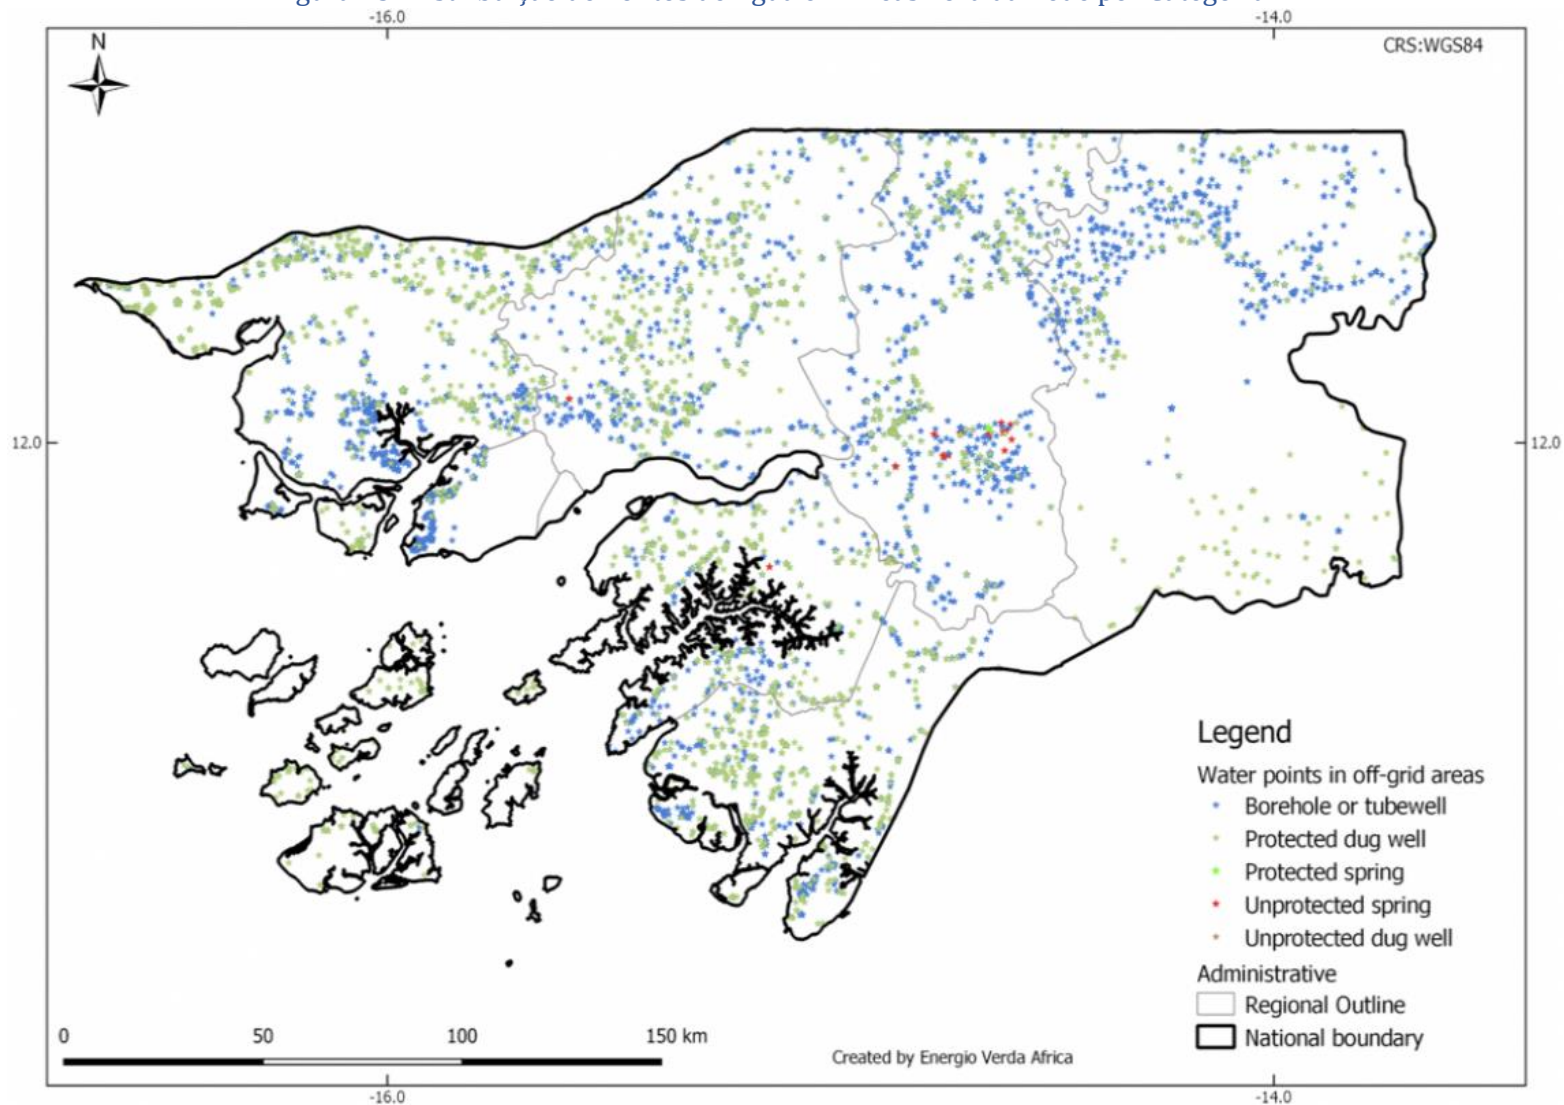 -16.0
-14.0
CRS:WGS84
N
12.0
12.0
Legend
Water points in off-grid areas
Borehole or tubewell
Protected dug well
Protected spring
Unprotected spring
Unprotected dug well
Administrative
Regional Outline
National boundary
0 50 100 150 km
Created by Energio Verda Africa
-16.0
-14.0